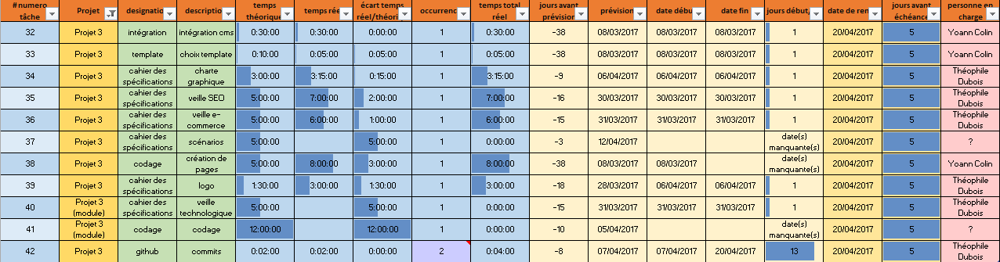 # numero tâche Projet designatio descriptio temps théorique temps rée écart temps réel/théori occurrenc temps total réel jours avant prévision prévision date débu date fin jours début, date de ren jours avant échéance personne en charge
32 Projet 3 intégration intégration cms 0:30:00 0:30:00 0:00:00 1 0:30:00 -38 08/03/2017 08/03/2017 08/03/2017 1 20/04/2017 5 Yoann Colin
33 Projet 3 template choix template 0:10:00 0:05:00 0:05:00 1 0:05:00 -38 08/03/2017 08/03/2017 08/03/2017 1 20/04/2017 5 Yoann Colin
34 Projet 3 cahier des spécifications charte graphique 3:00:00 3:15:00 0:15:00 1 3:15:00 -9 06/04/2017 06/04/2017 06/04/2017 1 20/04/2017 5 Théophile Dubois
35 Projet 3 cahier des spécifications veille SEO 5:00:00 7:00:00 2:00:00 1 7:00:00 -16 30/03/2017 30/03/2017 30/03/2017 1 20/04/2017 5 Théophile Dubois
36 Projet 3 cahier des spécifications veille e-commerce 5:00:00 6:00:00 1:00:00 1 6:00:00 -15 31/03/2017 31/03/2017 31/03/2017 1 20/04/2017 5 Théophile Dubois
37 Projet 3 cahier des spécifications scénarios 5:00:00 5:00:00 1 0:00:00 -3 12/04/2017 date(s) manquante(s) 20/04/2017 5 ?
38 Projet 3 codage création de pages 5:00:00 8:00:00 3:00:00 1 8:00:00 -38 08/03/2017 08/03/2017 date(s) manquante(s) 20/04/2017 5 Yoann Colin
39 Projet 3 cahier des spécifications logo 1:30:00 3:00:00 1:30:00 1 3:00:00 -18 28/03/2017 06/04/2017 06/04/2017 1 20/04/2017 5 Théophile Dubois
40 Projet 3 (module) cahier des spécifications veille technologique 5:00:00 5:00:00 1 0:00:00 -15 31/03/2017 31/03/2017 31/03/2017 1 20/04/2017 5 Théophile Dubois
41 Projet 3 (module) codage codage 12:00:00 12:00:00 1 0:00:00 -10 05/04/2017 date(s) manquante(s) 20/04/2017 5 ?
42 Projet 3 github commits 0:02:00 0:02:00 0:00:00 2 0:04:00 -8 07/04/2017 07/04/2017 20/04/2017 13 20/04/2017 5 Théophile Dubois